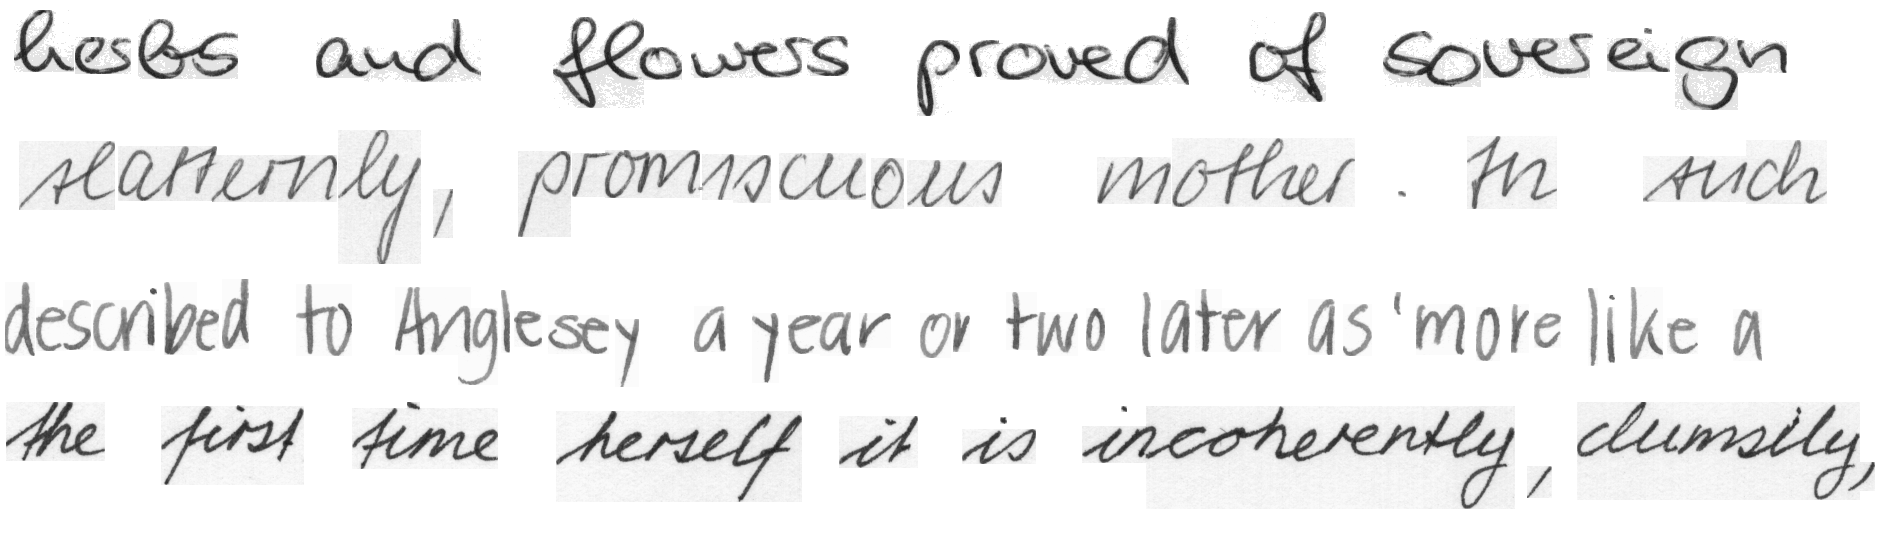 herbs and flowers proved of sovereign
slatternly, promiscuous mother. In such
described to Anglesey a year or two later as 'more like a
the first time herself it is incoherently, clumsily,